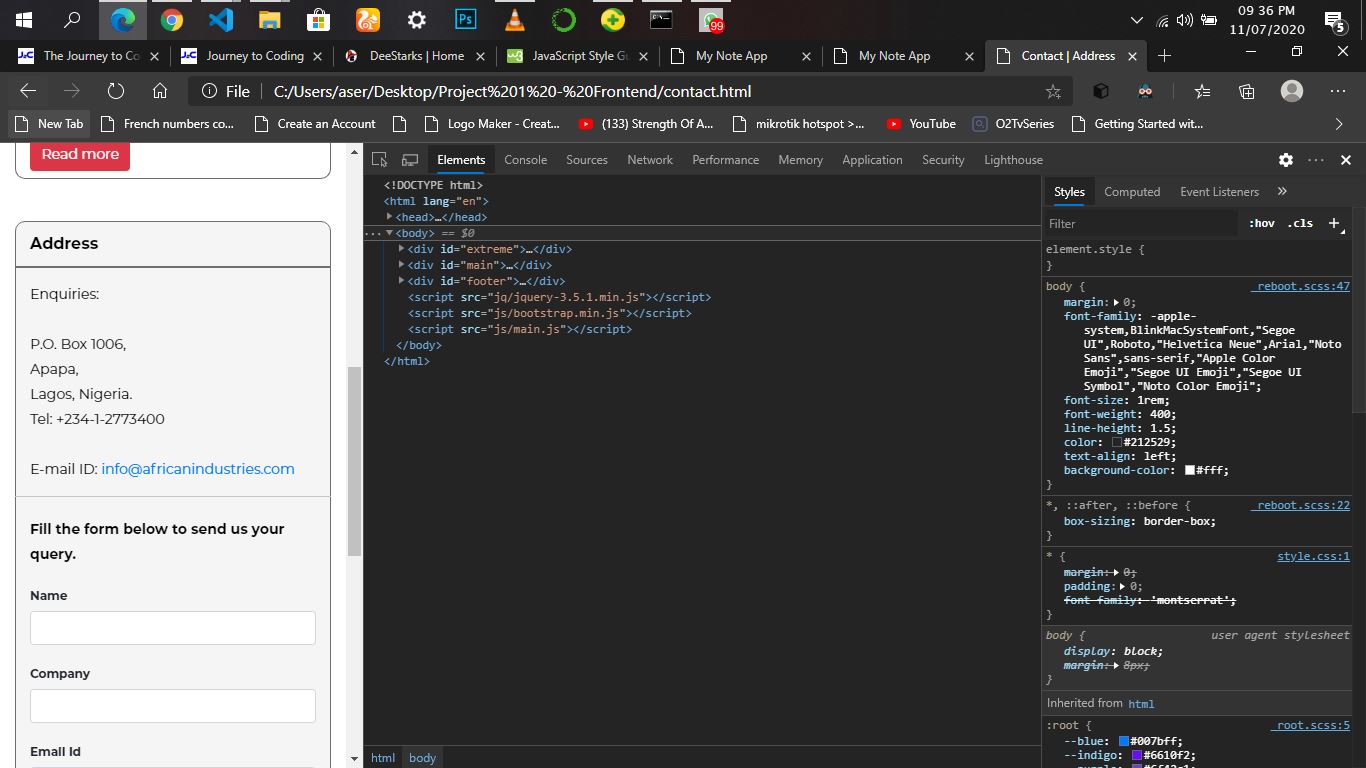 09:36 PM
11/07/2020
99
5
The Journey to Co
Journey to Coding
DeeStarks | Home
JavaScript Style Gu
My Note App
My Note App
Contact | Address
File
C:/Users/aser/Desktop/Project%201%20-%20Frontend/contact.html
New Tab
French numbers co...
Create an Account
Logo Maker - Creat...
(133) Strength Of A...
mikrotik hotspot >...
YouTube
O2TvSeries
Getting Started wit...
Read more
Address
Enquiries:
P.O. Box 1006,
Apapa,
Lagos, Nigeria.
Tel: +234-1-2773400
E-mail ID: info@africanindustries.com
Fill the form below to send us your
query.
Name
Company
Email Id
Elements Console Sources Network Performance Memory Application Security Lighthouse
<!DOCTYPE html>
<html lang="en">
<head>…</head>
<body> == $0
<div id="extreme">…</div>
<div id="main">…</div>
<div id="footer">…</div>
<script src="jq/jquery-3.5.1.min.js"></script>
<script src="js/bootstrap.min.js"></script>
<script src="js/main.js"></script>
</body>
</html>
html body
Styles Computed Event Listeners »
Filter :hov .cls +
element.style {
}
body { _reboot.scss:47
margin: 0;
font-family: -apple-
system,BlinkMacSystemFont,"Segoe
UI",Roboto,"Helvetica Neue",Arial,"Noto
Sans",sans-serif,"Apple Color
Emoji","Segoe UI Emoji","Segoe UI
Symbol","Noto Color Emoji";
font-size: 1rem;
font-weight: 400;
line-height: 1.5;
color: #212529;
text-align: left;
background-color: #fff;
}
*, ::after, ::before { _reboot.scss:22
box-sizing: border-box;
}
* { style.css:1
margin: 0;
padding: 0;
font-family: 'montserrat';
}
body { user agent stylesheet
display: block;
margin: 8px;
}
Inherited from html
:root { _root.scss:5
--blue: #007bff;
--indigo: #6610f2;